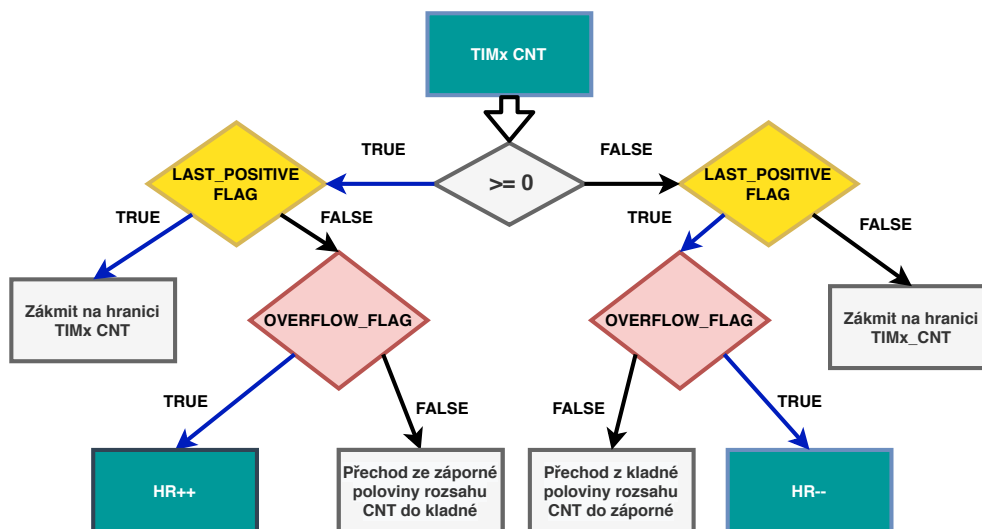 TIMx CNT
TRUE
FALSE
>= 0
LAST_POSITIVE
FLAG
LAST_POSITIVE
FLAG
TRUE
FALSE
TRUE
FALSE
Zákmit na hranici
TIMx CNT
OVERFLOW_FLAG
OVERFLOW_FLAG
Zákmit na hranici
TIMx_CNT
TRUE
FALSE
FALSE
TRUE
HR++
Přechod ze záporné
poloviny rozsahu
CNT do kladné
Přechod z kladné
poloviny rozsahu
CNT do záporné
HR--